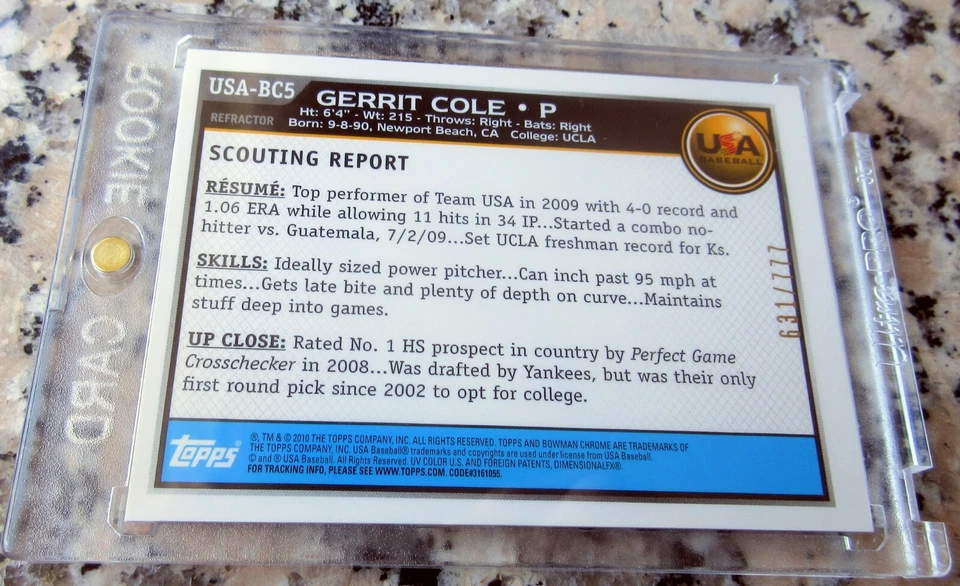 USA-BC5
GERRIT COLE • P
REFRACTOR
Ht: 6'4" - Wt: 215 - Throws: Right - Bats: Right
Born: 9-8-90, Newport Beach, CA College: UCLA
USA
BASEBALL
SCOUTING REPORT
RÉSUMÉ: Top performer of Team USA in 2009 with 4-0 record and
1.06 ERA while allowing 11 hits in 34 IP...Started a combo no-
hitter vs. Guatemala, 7/2/09...Set UCLA freshman record for Ks.
SKILLS: Ideally sized power pitcher...Can inch past 95 mph at
times...Gets late bite and plenty of depth on curve...Maintains
stuff deep into games.
UP CLOSE: Rated No. 1 HS prospect in country by Perfect Game
Crosschecker in 2008...Was drafted by Yankees, but was their only
first round pick since 2002 to opt for college.
631/777
topps
®, TM & © 2010 THE TOPPS COMPANY, INC. ALL RIGHTS RESERVED. TOPPS AND BOWMAN CHROME ARE TRADEMARKS OF
THE TOPPS COMPANY, INC. USA Baseball® trademarks and copyrights are used under license from USA Baseball.
© and ® USA Baseball. All Rights Reserved. UV COLOR U.S. AND FOREIGN PATENTS, DIMENSIONALFX®.
FOR TRACKING INFO, PLEASE SEE WWW.TOPPS.COM. CODE#3161055.
ROOKIE
CARD
Ultra PRO